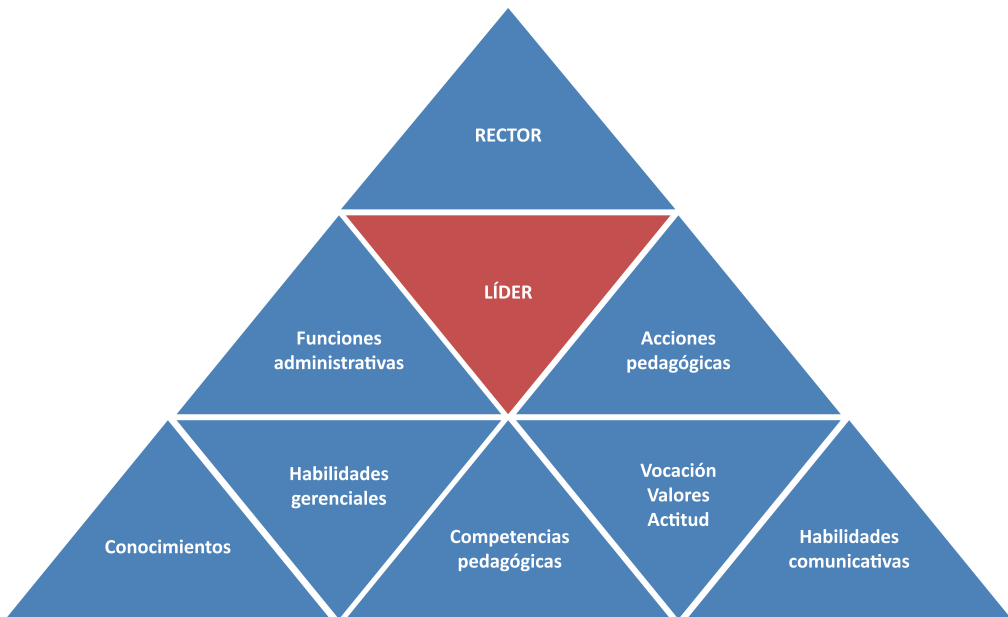 RECTOR
LÍDER
Funciones
administrativas
Acciones
pedagógicas
Conocimientos
Habilidades
gerenciales
Competencias
pedagógicas
Vocación
Valores
Actitud
Habilidades
comunicativas